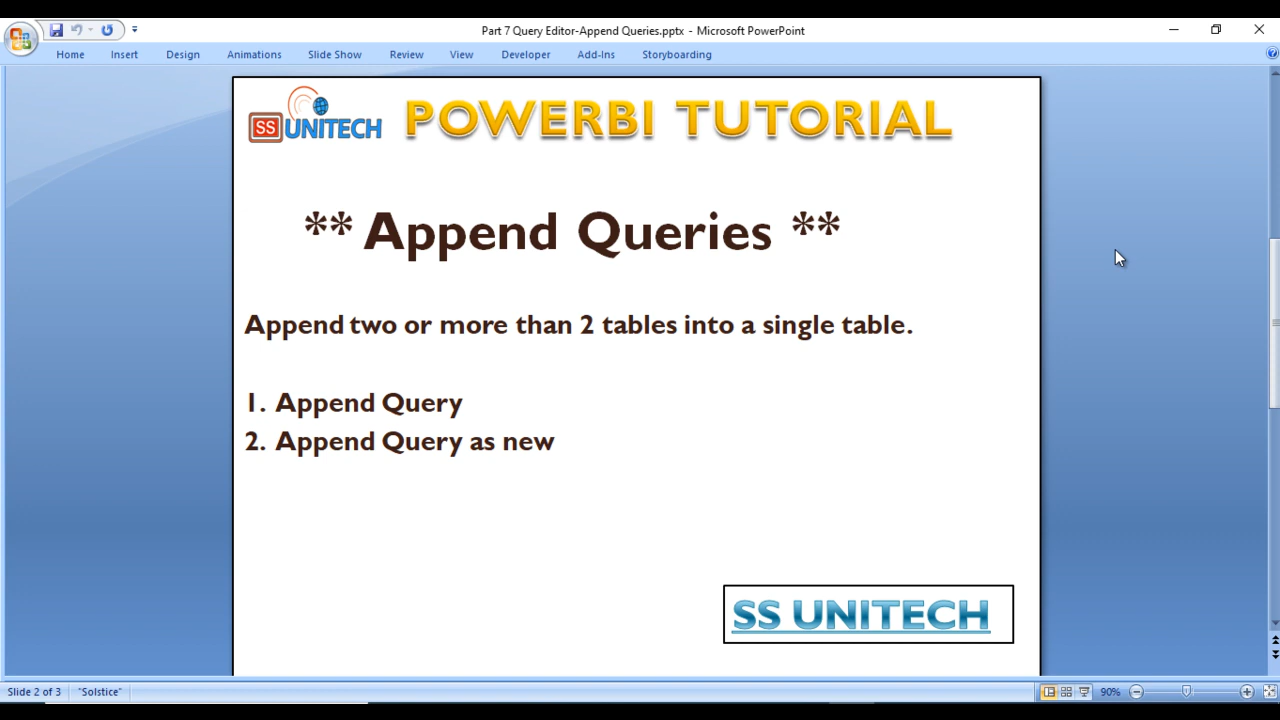 Part 7 Query Editor-Append Queries.pptx - Microsoft PowerPoint
Home Insert Design Animations Slide Show Review View Developer Add-Ins Storyboarding
SS UNITECH
POWERBI TUTORIAL
** Append Queries **
Append two or more than 2 tables into a single table.
1. Append Query
2. Append Query as new
SS UNITECH
Slide 2 of 3 "Solstice" 90%